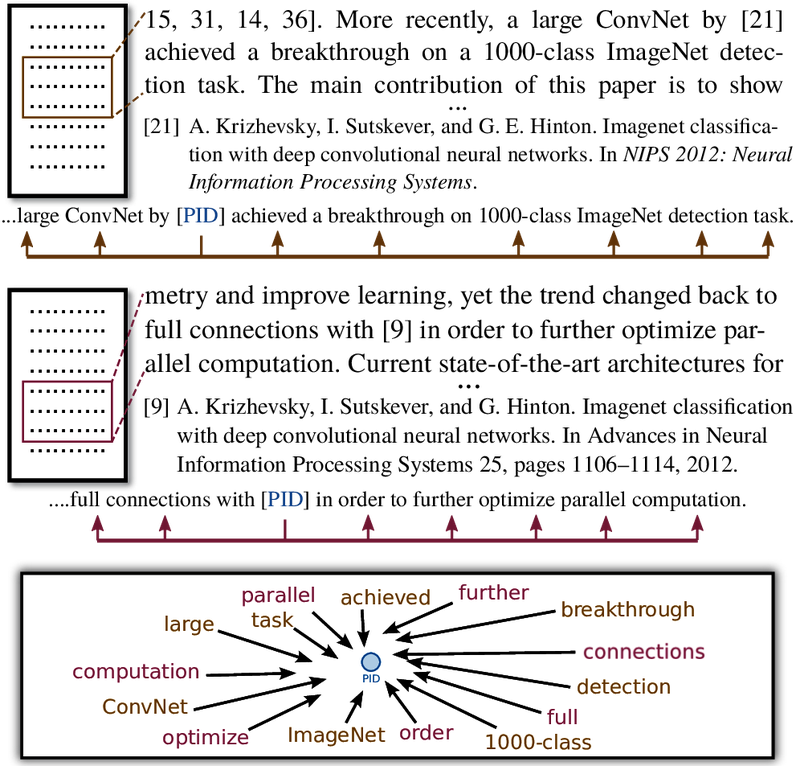 15, 31, 14, 36]. More recently, a large ConvNet by [21]
achieved a breakthrough on a 1000-class ImageNet detec-
tion task. The main contribution of this paper is to show
...
[21] A. Krizhevsky, I. Sutskever, and G. E. Hinton. Imagenet classifica-
tion with deep convolutional neural networks. In NIPS 2012: Neural
Information Processing Systems.
...large ConvNet by [PID] achieved a breakthrough on 1000-class ImageNet detection task.
metry and improve learning, yet the trend changed back to
full connections with [9] in order to further optimize par-
allel computation. Current state-of-the-art architectures for
...
[9] A. Krizhevsky, I. Sutskever, and G. E. Hinton. Imagenet classification
with deep convolutional neural networks. In Advances in Neural
Information Processing Systems 25, pages 1106–1114, 2012.
....full connections with [PID] in order to further optimize parallel computation.
parallel
achieved
further
large
task
breakthrough
computation
connections
PID
ConvNet
detection
optimize
ImageNet
order
full
1000-class